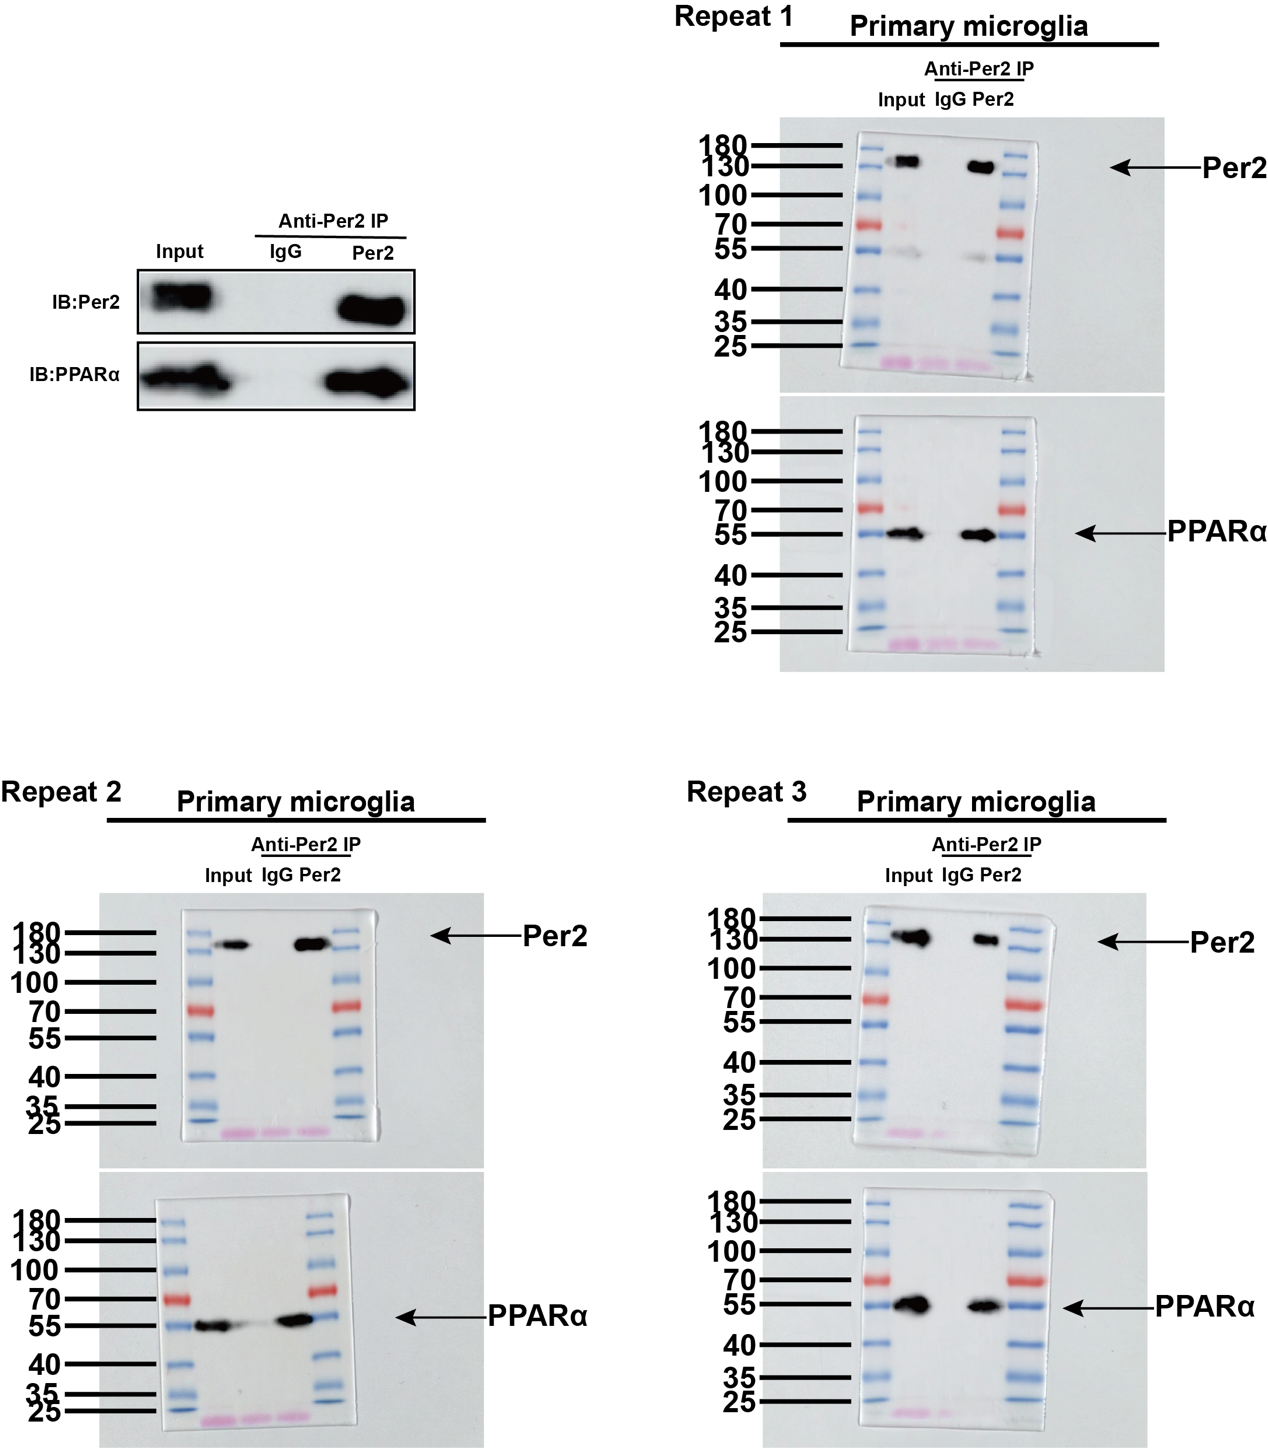 Anti-Per2 IP
Input IgG Per2
IB:Per2
IB:PPARα
Repeat 1
Primary microglia
Anti-Per2 IP
Input IgG Per2
180
130
100
70
55
40
35
25
Per2
180
130
100
70
55
40
35
25
PPARα
Repeat 2
Primary microglia
Anti-Per2 IP
Input IgG Per2
180
130
100
70
55
40
35
25
Per2
180
130
100
70
55
40
35
25
PPARα
Repeat 3
Primary microglia
Anti-Per2 IP
Input IgG Per2
180
130
100
70
55
40
35
25
Per2
180
130
100
70
55
40
35
25
PPARα